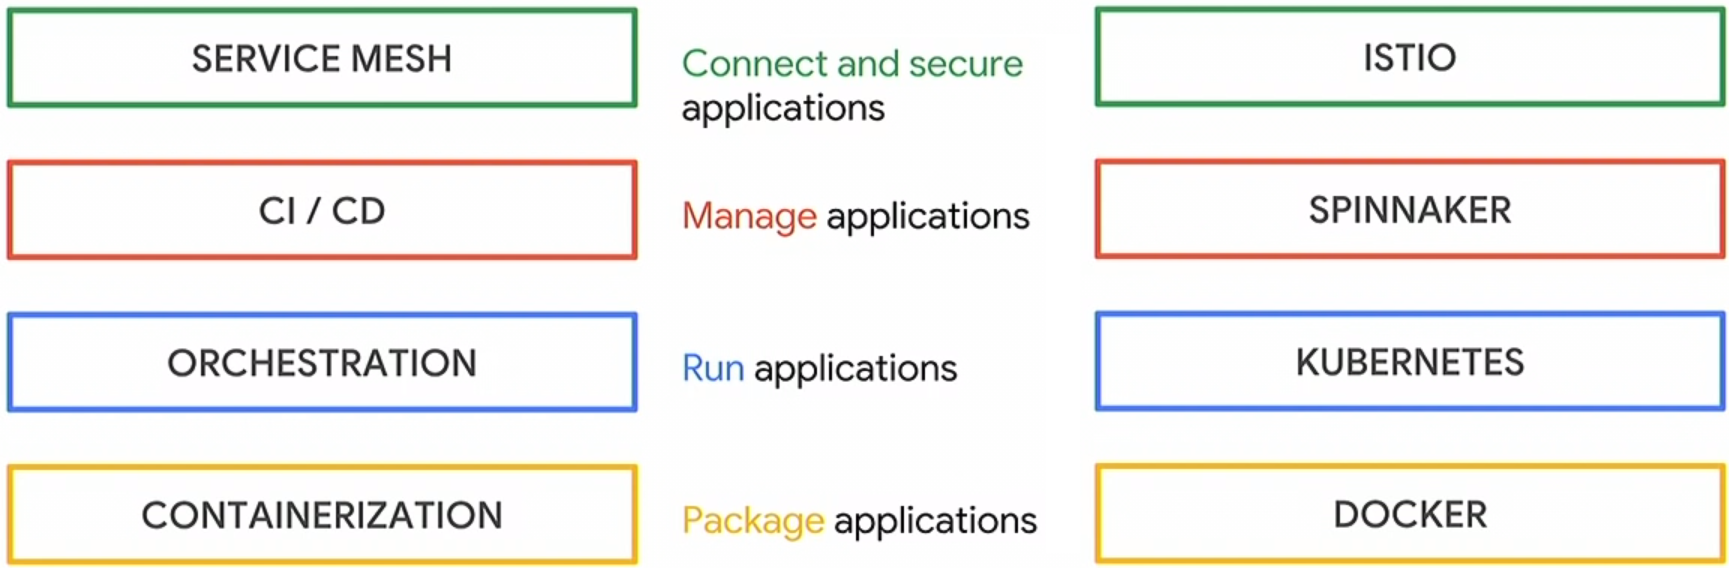 SERVICE MESH
Connect and secure
applications
ISTIO
CI / CD
Manage applications
SPINNAKER
ORCHESTRATION
Run applications
KUBERNETES
CONTAINERIZATION
Package applications
DOCKER